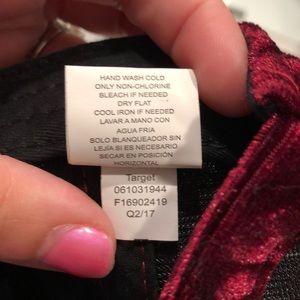 HAND WASH COLD
ONLY NON-CHLORINE
BLEACH IF NEEDED
DRY FLAT
COOL IRON IF NEEDED
LAVAR A MANO CON
AGUA FRIA
SOLO BLANQUEADOR SIN
LEJÍA SI ES NECESARIO
SECAR EN POSICIÓN
HORIZONTAL
Target
061031944
F16902419
Q2/17